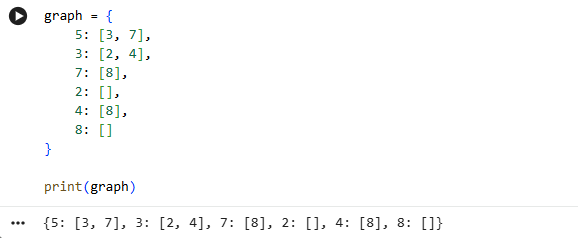 graph = {
    5: [3, 7],
    3: [2, 4],
    7: [8],
    2: [],
    4: [8],
    8: []
}
print(graph)
{5: [3, 7], 3: [2, 4], 7: [8], 2: [], 4: [8], 8: []}